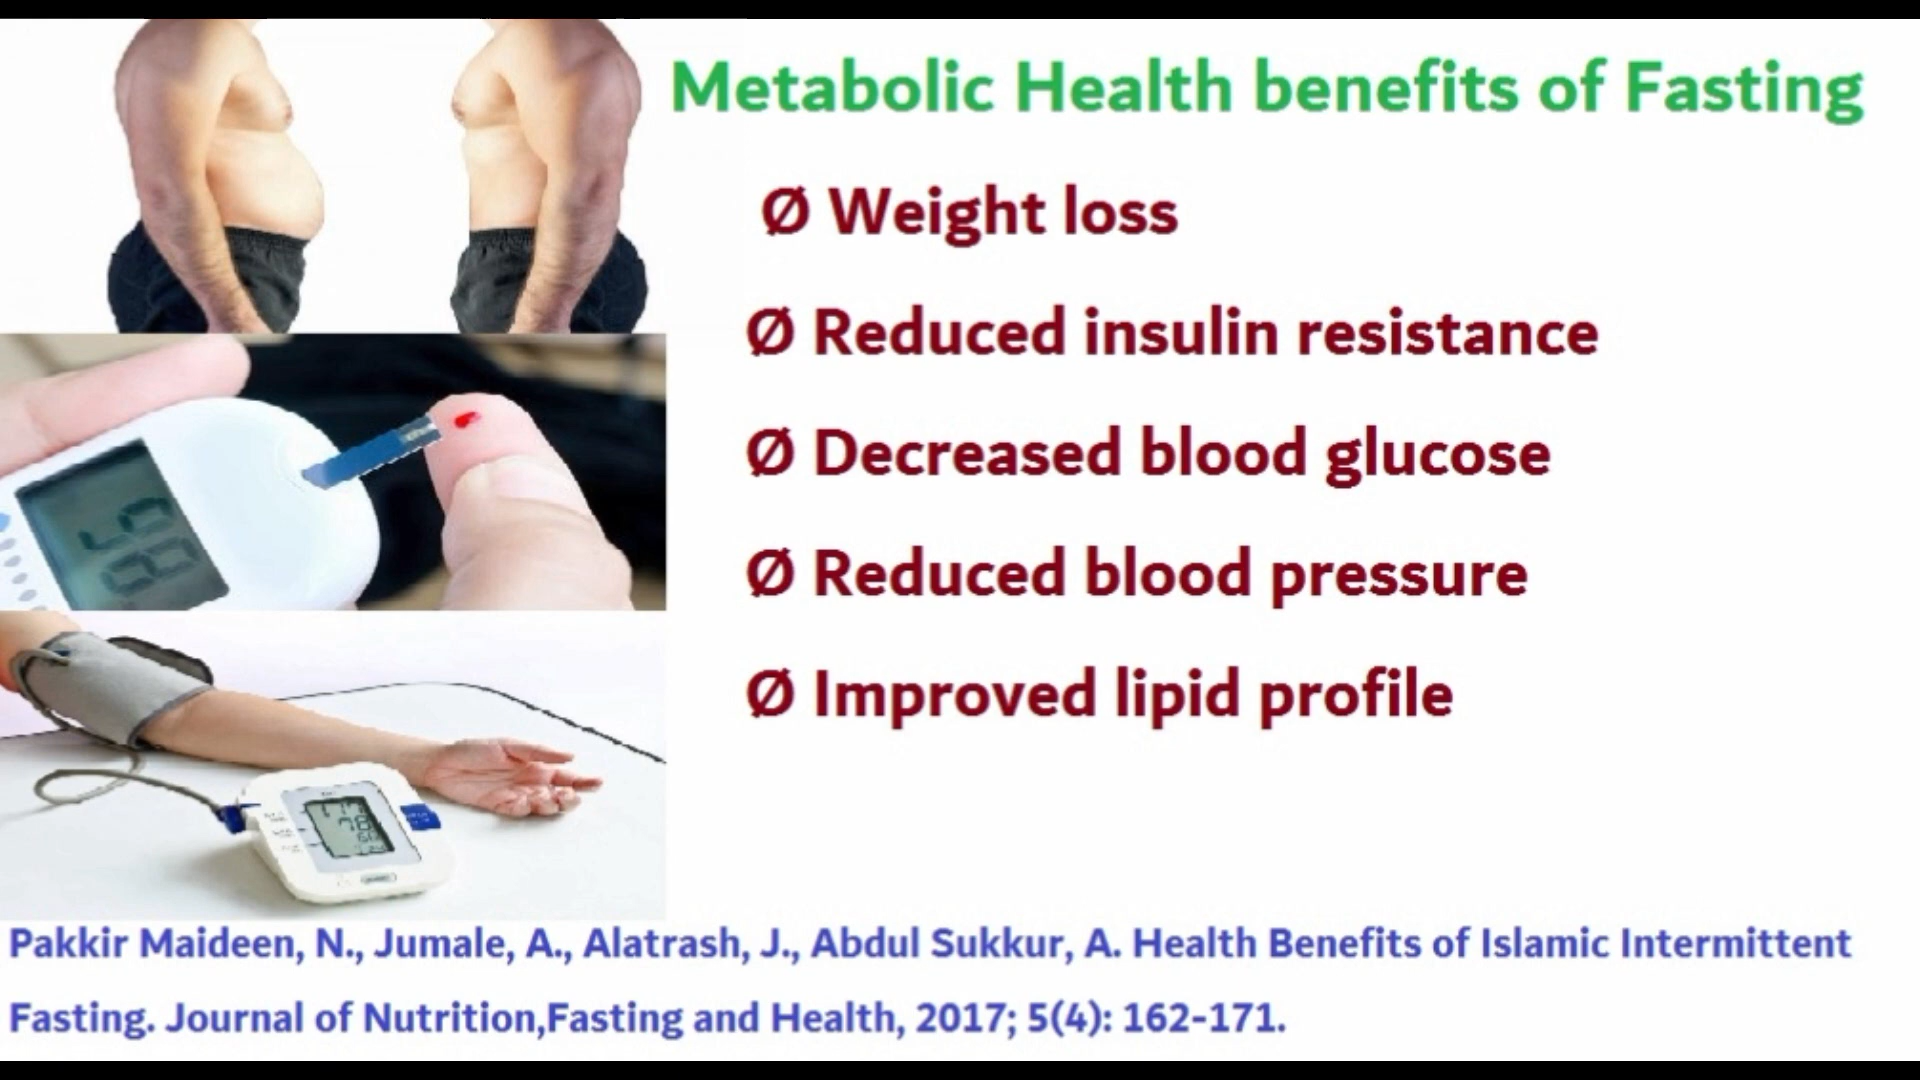 Metabolic Health benefits of Fasting
Ø Weight loss
Ø Reduced insulin resistance
Ø Decreased blood glucose
Ø Reduced blood pressure
Ø Improved lipid profile
Pakkir Maideen, N., Jumale, A., Alatrash, J., Abdul Sukkur, A. Health Benefits of Islamic Intermittent
Fasting. Journal of Nutrition,Fasting and Health, 2017; 5(4): 162-171.